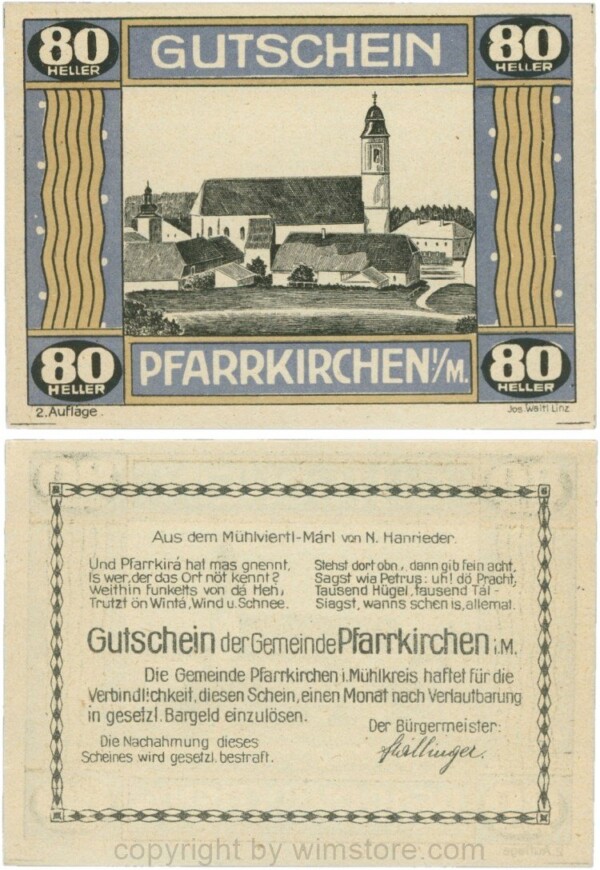 80 HELLER
GUTSCHEIN
80 HELLER
80 HELLER
PFARRKIRCHEN I/M.
80 HELLER
2. Auflage.
Jos. Weitl Linz.
Aus dem Mühlviertl-Márl von N. Hanrieder.
Und Pfarrkirá hat mas gnennt,
Is wer, der das Ort nöt kennt?
Weithin funkelts von dá Heh,
Trutzt ön Wintá, Wind u. Schnee.
Stehst dort obn, dann gib fein acht,
Sagst wia Petrus: uh! dö Pracht,
Tausend Hügel, tausend Tál -
Siagst, wanns schen is, allemal.
Gutschein der Gemeinde Pfarrkirchen i. M.
Die Gemeinde Pfarrkirchen i. Mühlkreis haftet für die
Verbindlichkeit, diesen Schein, einen Monat nach Verlautbarung
in gesetzl. Bargeld einzulösen.
Der Bürgermeister:
Die Nachahmung dieses
Scheines wird gesetzl. bestraft.
copyright by wimstore.com